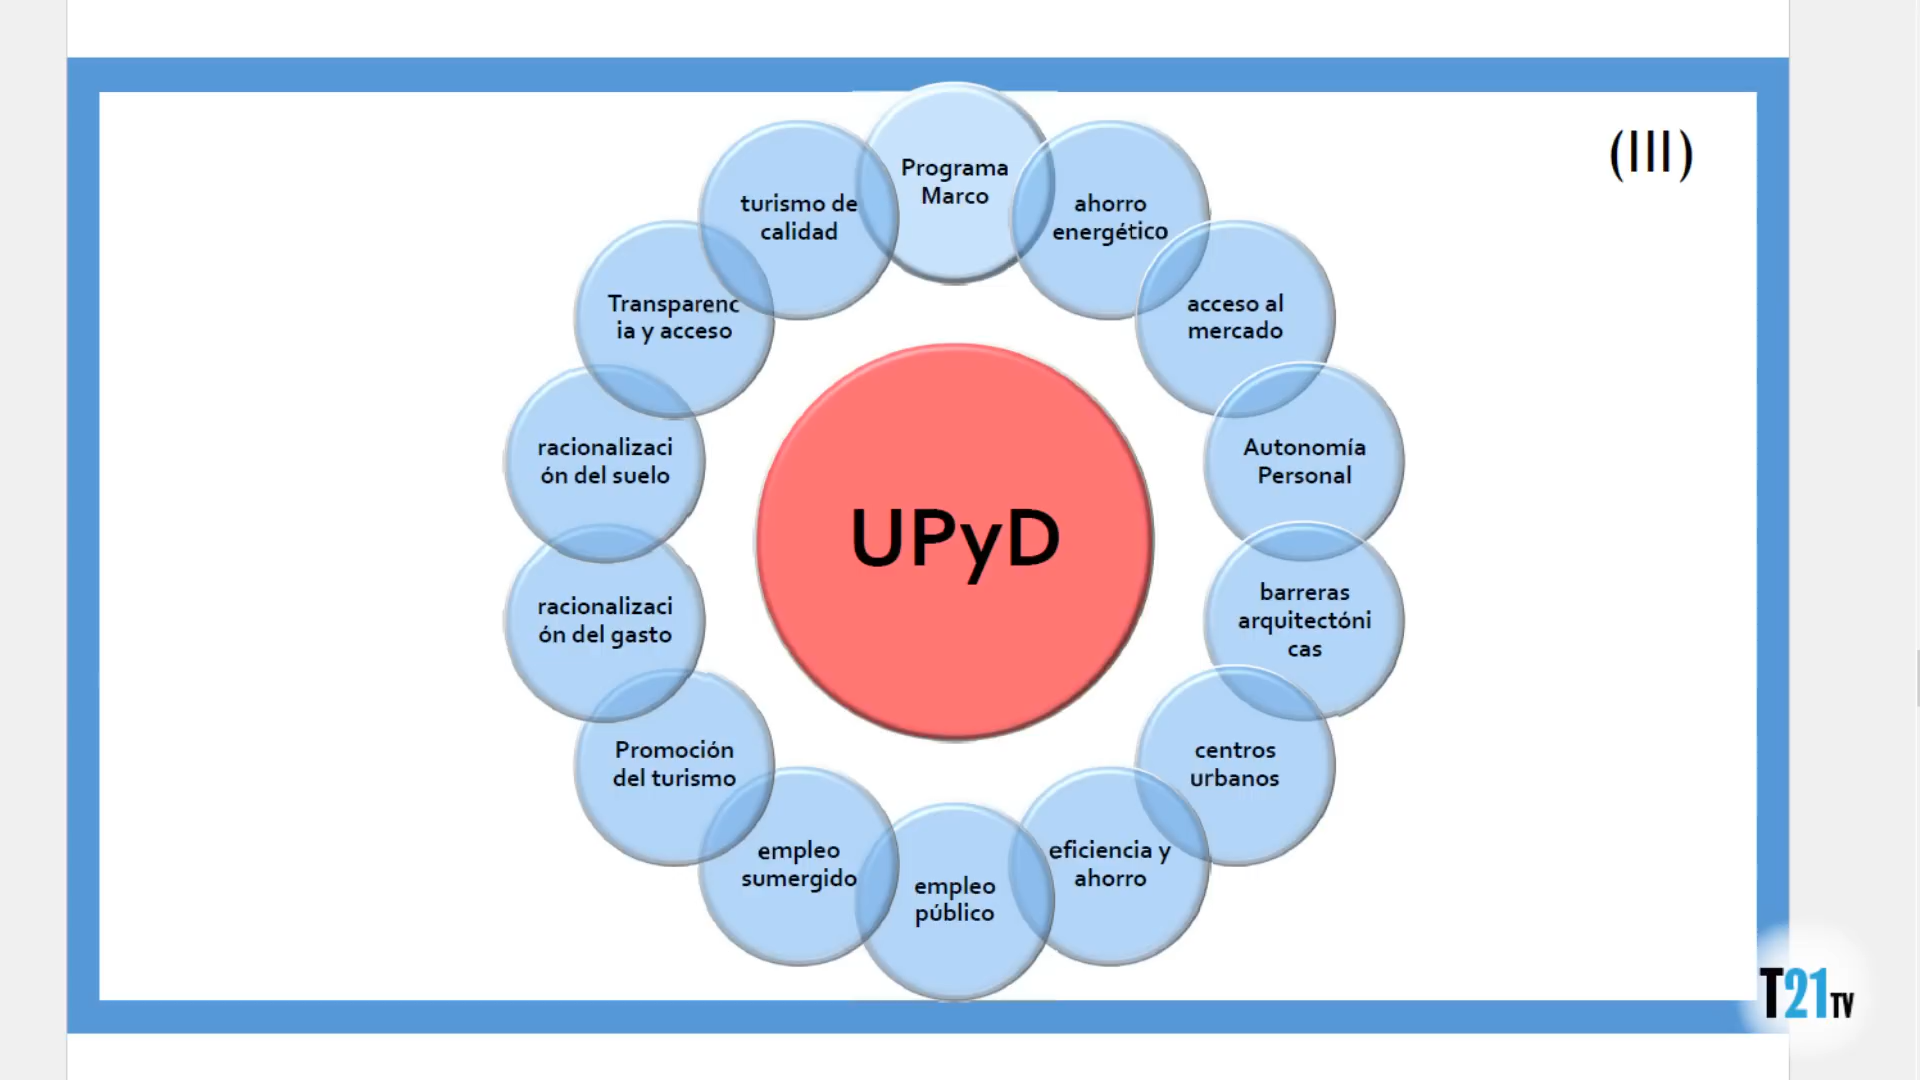 (III)
Programa
Marco
ahorro
energético
acceso al
mercado
Autonomía
Personal
barreras
arquitectóni
cas
centros
urbanos
eficiencia y
ahorro
empleo
público
empleo
sumergido
Promoción
del turismo
racionalizaci
ón del gasto
racionalizaci
ón del suelo
Transparenc
ia y acceso
turismo de
calidad
UPyD
T21TV